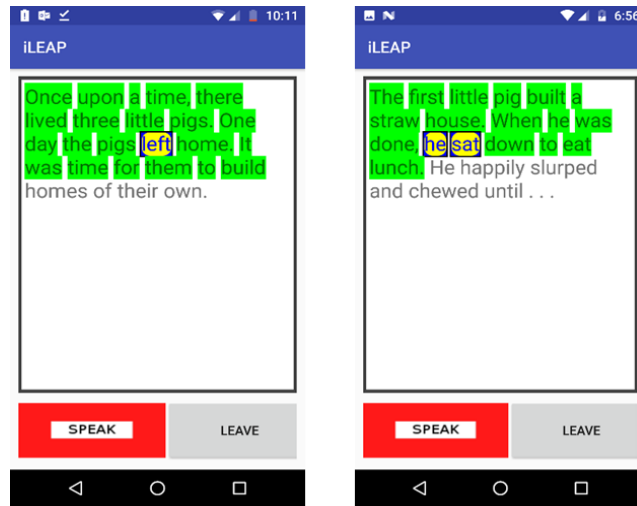 10:11
iLEAP
Once upon a time, there
lived three little pigs. One
day the pigs left home. It
was time for them to build
homes of their own.
SPEAK
LEAVE
6:56
iLEAP
The first little pig built a
straw house. When he was
done, he sat down to eat
lunch. He happily slurped
and chewed until . . .
SPEAK
LEAVE